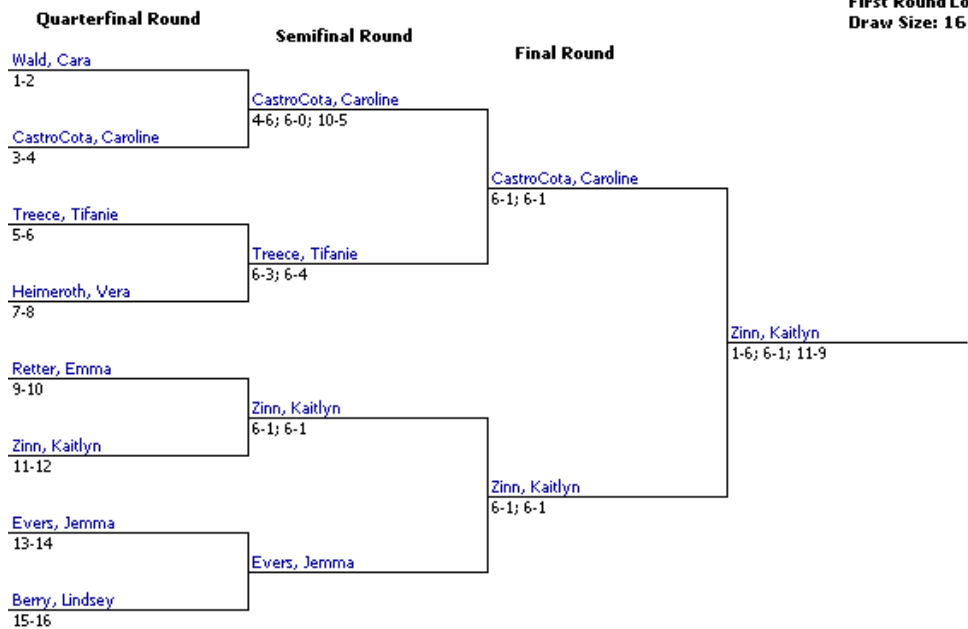 First Round Lo
Draw Size: 16
Quarterfinal Round
Semifinal Round
Final Round
Wald, Cara
1-2
CastroCota, Caroline
4-6; 6-0; 10-5
CastroCota, Caroline
3-4
CastroCota, Caroline
6-1; 6-1
Treece, Tifanie
5-6
Treece, Tifanie
6-3; 6-4
Heimeroth, Vera
7-8
Zinn, Kaitlyn
1-6; 6-1; 11-9
Retter, Emma
9-10
Zinn, Kaitlyn
6-1; 6-1
Zinn, Kaitlyn
11-12
Zinn, Kaitlyn
6-1; 6-1
Evers, Jemma
13-14
Evers, Jemma
Berry, Lindsey
15-16